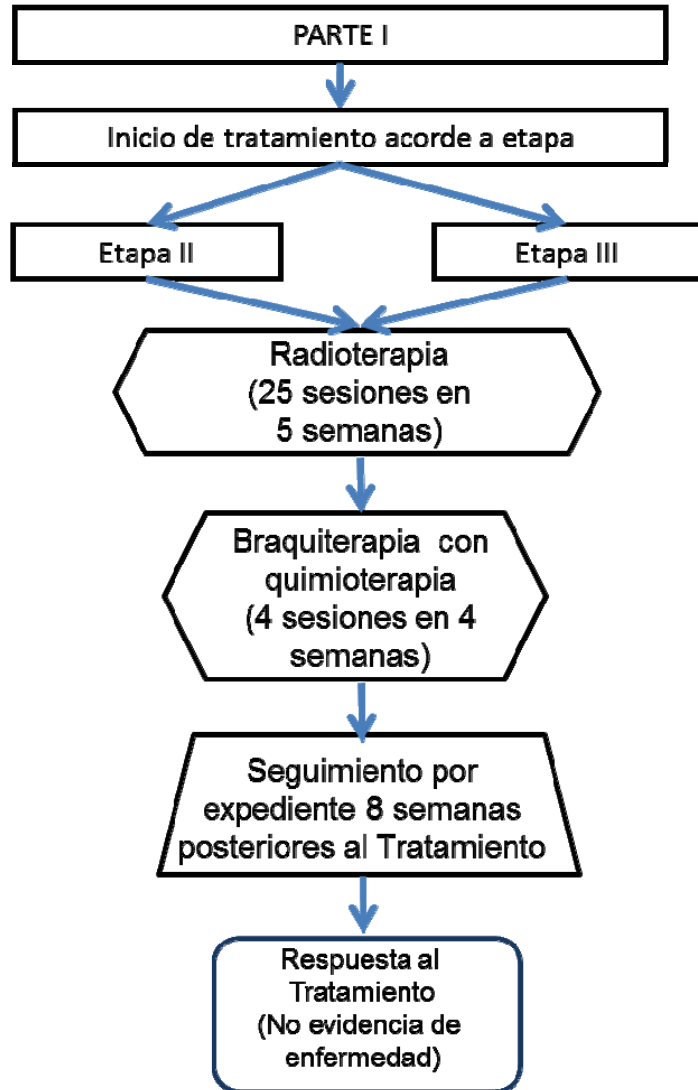 PARTE I
Inicio de tratamiento acorde a etapa
Etapa II
Etapa III
Radioterapia
(25 sesiones en
5 semanas)
Braquiterapia con
quimioterapia
(4 sesiones en 4
semanas)
Seguimiento por
expediente 8 semanas
posteriores al Tratamiento
Respuesta al
Tratamiento
(No evidencia de
enfermedad)